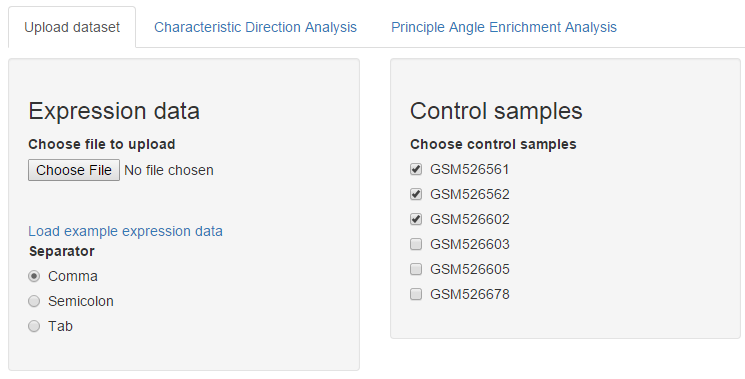 Upload dataset Characteristic Direction Analysis Principle Angle Enrichment Analysis
Expression data
Choose file to upload
Choose File No file chosen
Load example expression data
Separator
Comma
Semicolon
Tab
Control samples
Choose control samples
GSM526561
GSM526562
GSM526602
GSM526603
GSM526605
GSM526678